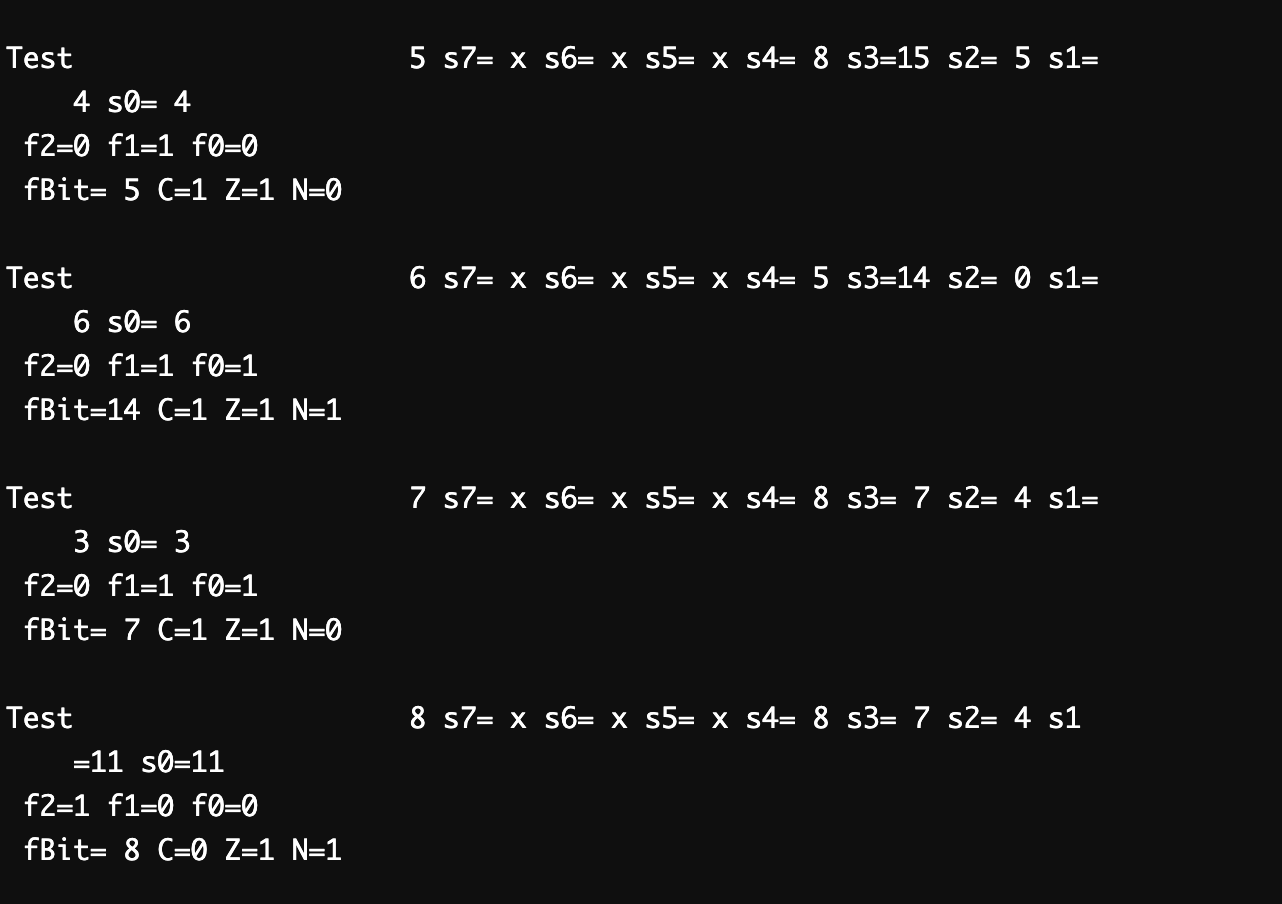 Test                    5 s7= x s6= x s5= x s4= 8 s3=15 s2= 5 s1=
    4 s0= 4
 f2=0 f1=1 f0=0
 fBit= 5 C=1 Z=1 N=0
Test                    6 s7= x s6= x s5= x s4= 5 s3=14 s2= 0 s1=
    6 s0= 6
 f2=0 f1=1 f0=1
 fBit=14 C=1 Z=1 N=1
Test                    7 s7= x s6= x s5= x s4= 8 s3= 7 s2= 4 s1=
    3 s0= 3
 f2=0 f1=1 f0=1
 fBit= 7 C=1 Z=1 N=0
Test                    8 s7= x s6= x s5= x s4= 8 s3= 7 s2= 4 s1
    =11 s0=11
 f2=1 f1=0 f0=0
 fBit= 8 C=0 Z=1 N=1